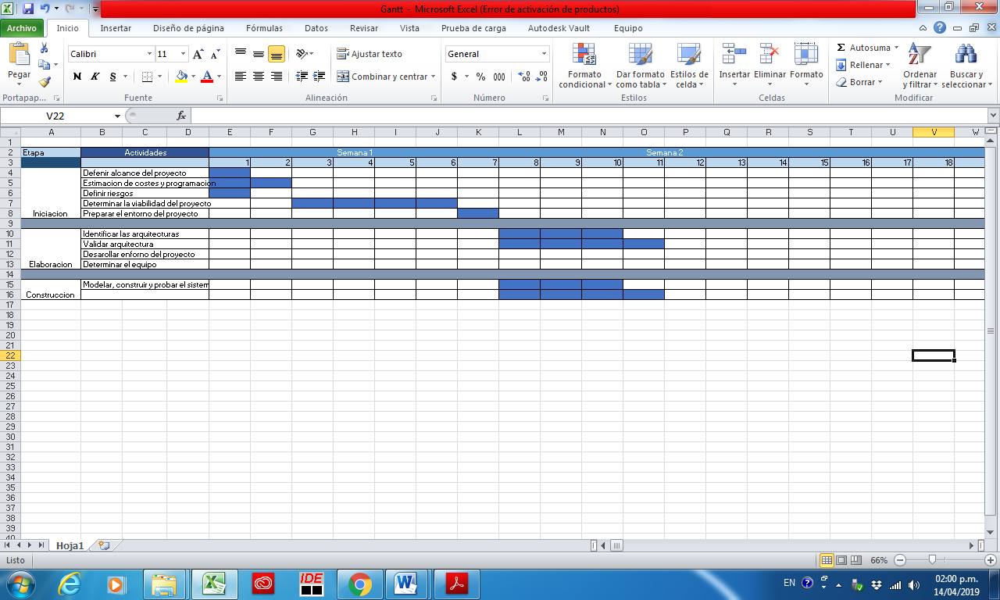 Gantt - Microsoft Excel (Error de activación de productos)
Archivo Inicio Insertar Diseño de página Fórmulas Datos Revisar Vista Prueba de carga Autodesk Vault Equipo
Pegar
Calibri 11
N K S
Ajustar texto
Combinar y centrar
General
$ % 000
Formato condicional
Dar formato como tabla
Estilos de celda
Insertar Eliminar Formato
Autosuma
Rellenar
Borrar
Ordenar y filtrar
Buscar y seleccionar
Portapap... Fuente Alineación Número Estilos Celdas Modificar
V22 fx
A B C D E F G H I J K L M N O P Q R S T U V W
1
2 Etapa Actividades Semana 1 Semana 2
3 1 2 3 4 5 6 7 8 9 10 11 12 13 14 15 16 17 18
4 Defenir alcance del proyecto
5 Estimacion de costes y programacion
6 Definir riesgos
7 Determinar la viabilidad del proyecto
8 Iniciacion Preparar el entorno del proyecto
9
10 Identificar las arquitecturas
11 Validar arquitectura
12 Desarollar enforno del proyecto
13 Elaboracion Determinar el equipo
14
15 Modelar, construir y probar el sistem
16 Construccion
17
18
19
20
21
22
23
24
25
26
27
28
29
30
31
32
33
34
35
36
37
38
39
40
Hoja1
Listo 66%
IDE
EN 02:00 p.m.
14/04/2019